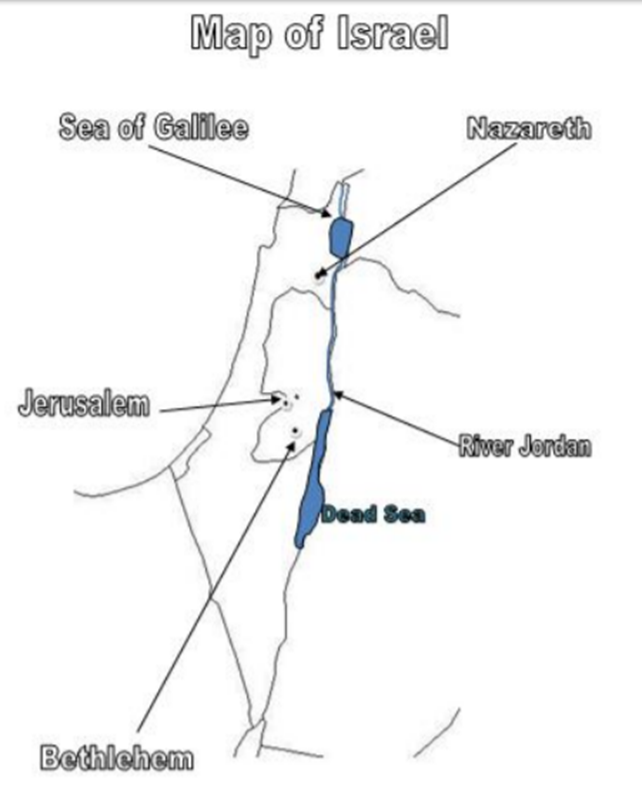 Map of Israel
Sea of Galilee
Nazareth
Jerusalem
River Jordan
Dead Sea
Bethlehem